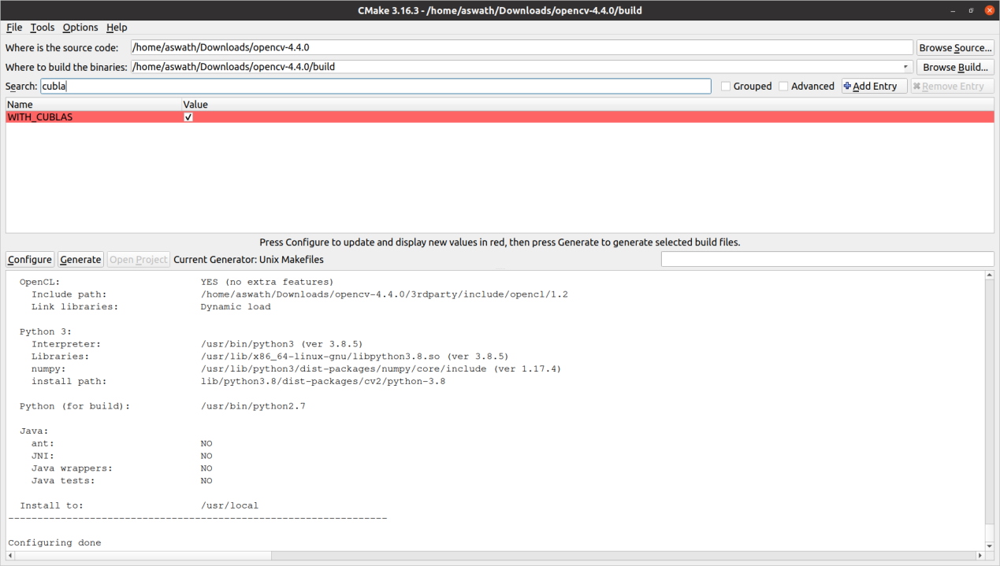 CMake 3.16.3 - /home/aswath/Downloads/opencv-4.4.0/build
File Tools Options Help
Where is the source code: /home/aswath/Downloads/opencv-4.4.0 Browse Source...
Where to build the binaries: /home/aswath/Downloads/opencv-4.4.0/build Browse Build...
Search: cubla Grouped Advanced Add Entry Remove Entry
Name Value
WITH_CUBLAS
Press Configure to update and display new values in red, then press Generate to generate selected build files.
Configure Generate Open Project Current Generator: Unix Makefiles
OpenCL: YES (no extra features)
Include path: /home/aswath/Downloads/opencv-4.4.0/3rdparty/include/opencl/1.2
Link libraries: Dynamic load
Python 3:
Interpreter: /usr/bin/python3 (ver 3.8.5)
Libraries: /usr/lib/x86_64-linux-gnu/libpython3.8.so (ver 3.8.5)
numpy: /usr/lib/python3/dist-packages/numpy/core/include (ver 1.17.4)
install path: lib/python3.8/dist-packages/cv2/python-3.8
Python (for build): /usr/bin/python2.7
Java:
ant: NO
JNI: NO
Java wrappers: NO
Java tests: NO
Install to: /usr/local
-----------------------------------------------------------------
Configuring done